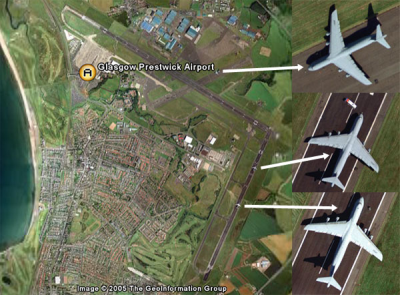 Glasgow Prestwick Airport
Image © 2005 The GeoInformation Group